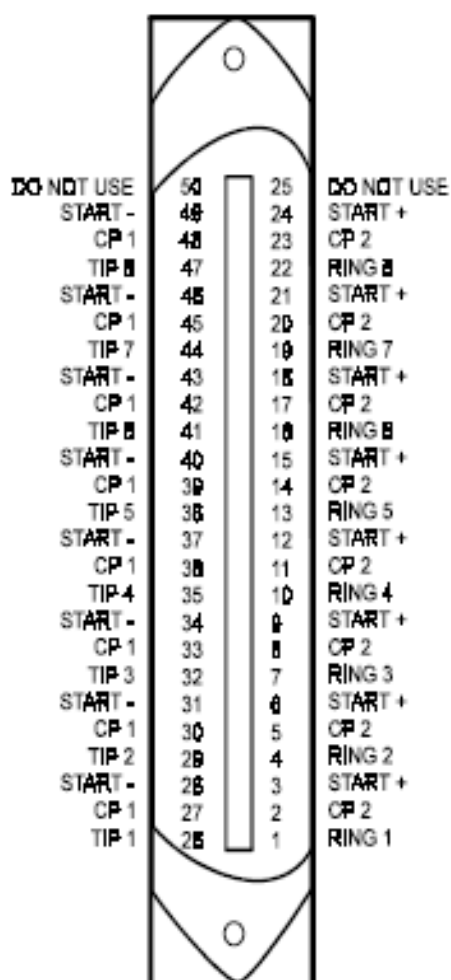 DO NOT USE 50 25 DO NOT USE
START - 49 24 START +
CP 1 48 23 CP 2
TIP 8 47 22 RING 8
START - 46 21 START +
CP 1 45 20 CP 2
TIP 7 44 19 RING 7
START - 43 18 START +
CP 1 42 17 CP 2
TIP 6 41 16 RING 6
START - 40 15 START +
CP 1 39 14 CP 2
TIP 5 38 13 RING 5
START - 37 12 START +
CP 1 36 11 CP 2
TIP 4 35 10 RING 4
START - 34 9 START +
CP 1 33 8 CP 2
TIP 3 32 7 RING 3
START - 31 6 START +
CP 1 30 5 CP 2
TIP 2 29 4 RING 2
START - 28 3 START +
CP 1 27 2 CP 2
TIP 1 26 1 RING 1